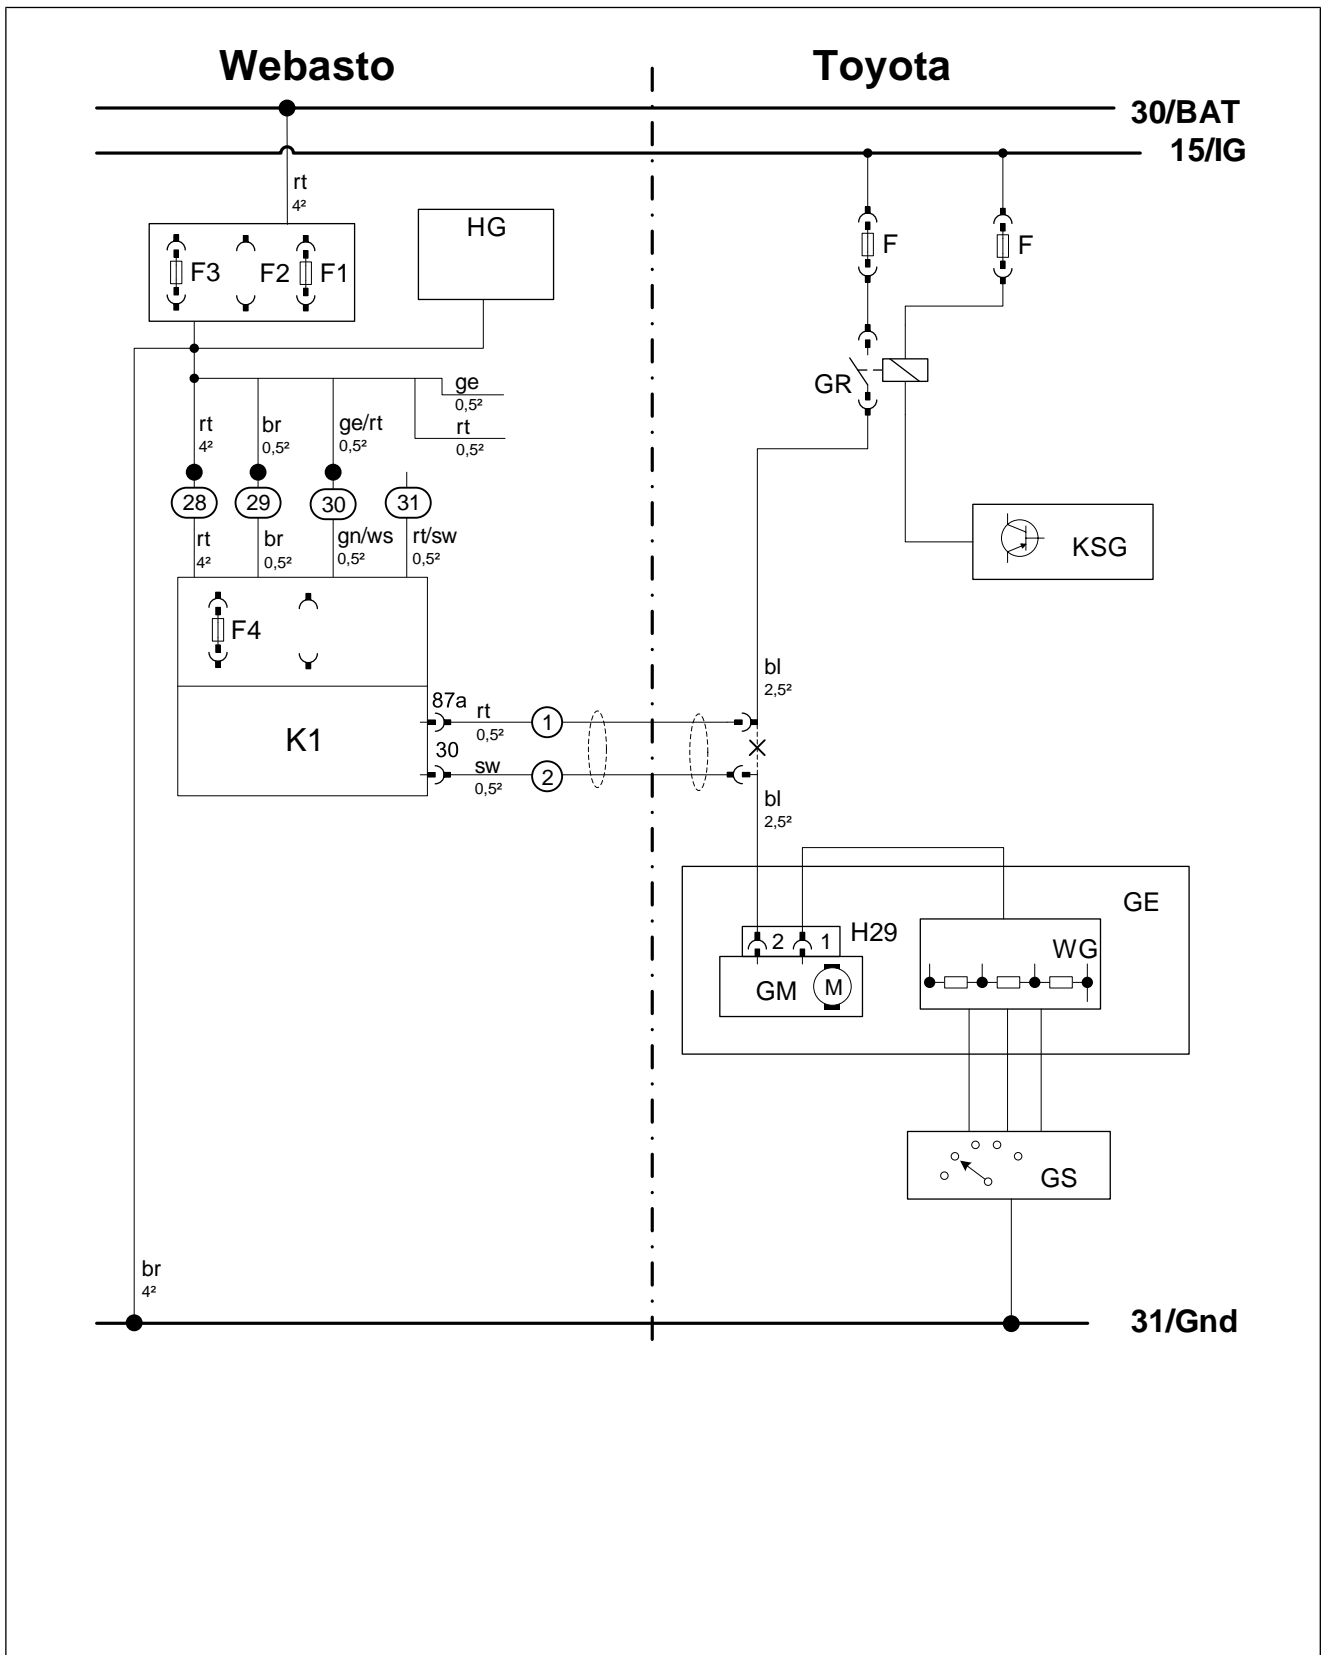 Webasto
Toyota
30/BAT
15/IG
rt
4²
HG
F3
F2
F1
F
F
GR
ge
0,5²
rt
0,5²
rt
4²
br
0,5²
ge/rt
0,5²
28
29
30
31
rt
4²
br
0,5²
gn/ws
0,5²
rt/sw
0,5²
KSG
F4
bl
2,5²
87a
rt
0,5²
1
K1
30
sw
0,5²
2
bl
2,5²
GE
H29
2
1
WG
GM
M
GS
br
4²
31/Gnd